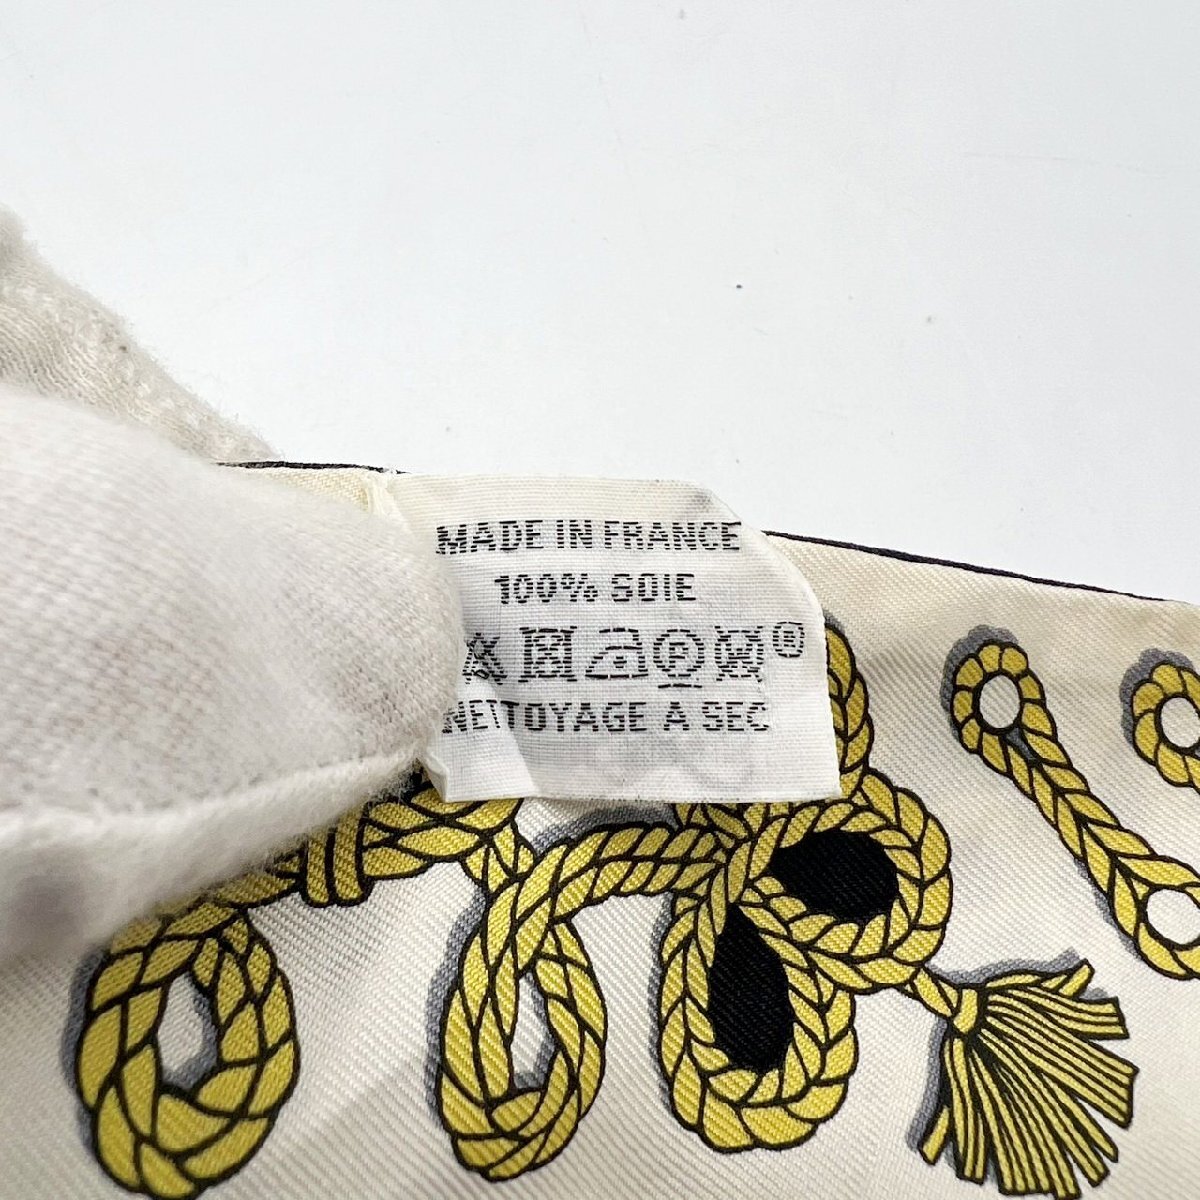 MADE IN FRANCE
100% SOIE
®
NETTOYAGE A SEC